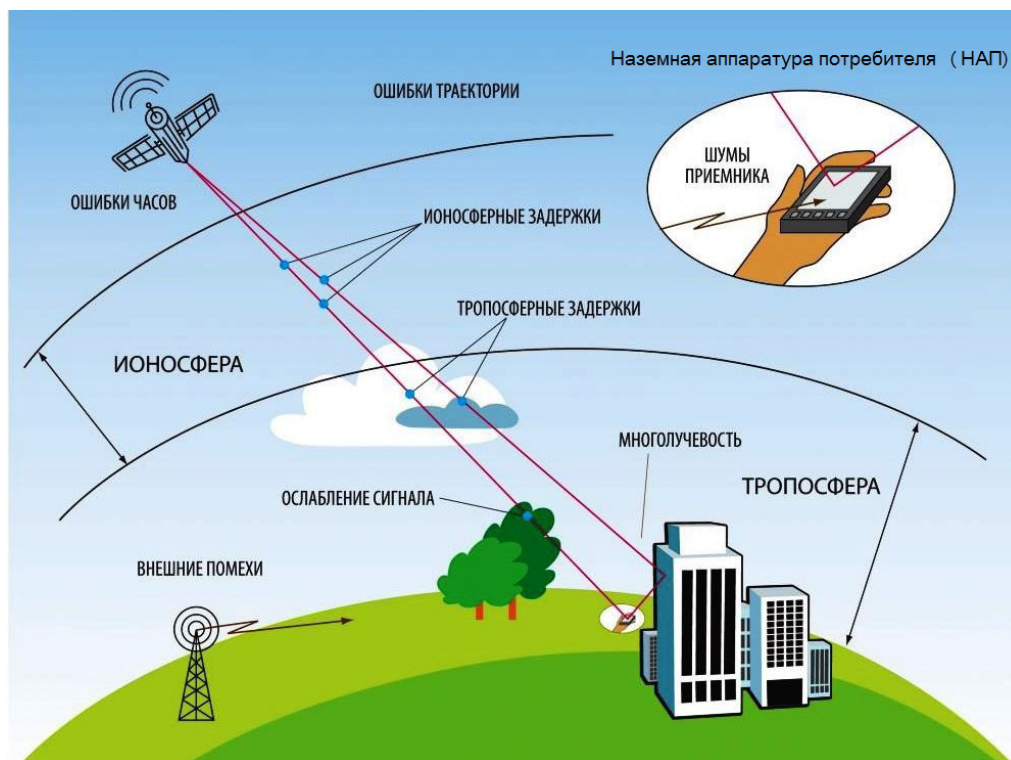 Наземная аппаратура потребителя ( НАП)
ОШИБКИ ТРАЕКТОРИИ
ШУМЫ
ПРИЕМНИКА
ОШИБКИ ЧАСОВ
ИОНОСФЕРНЫЕ ЗАДЕРЖКИ
ТРОПОСФЕРНЫЕ ЗАДЕРЖКИ
ИОНОСФЕРА
МНОГОЛУЧЕВОСТЬ
ТРОПОСФЕРА
ОСЛАБЛЕНИЕ СИГНАЛА
ВНЕШНИЕ ПОМЕХИ